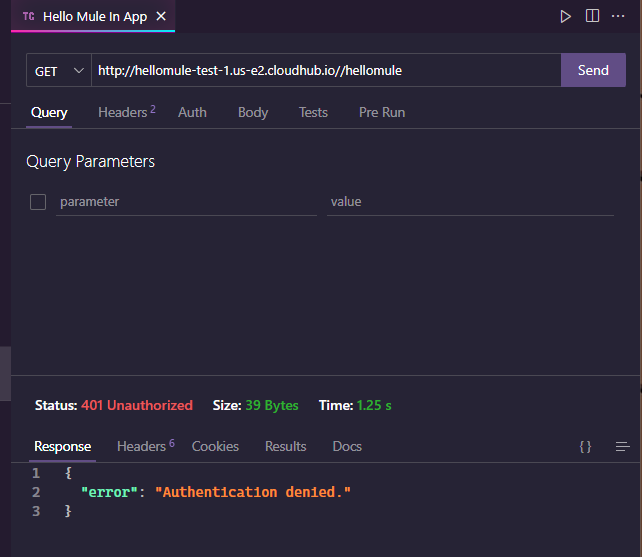 TC Hello Mule In App
GET http://hellomule-test-1.us-e2.cloudhub.io//hellomule Send
Query Headers 2 Auth Body Tests Pre Run
Query Parameters
parameter value
Status: 401 Unauthorized Size: 39 Bytes Time: 1.25 s
Response Headers 6 Cookies Results Docs { }
1 {
2 "error": "Authentication denied."
3 }